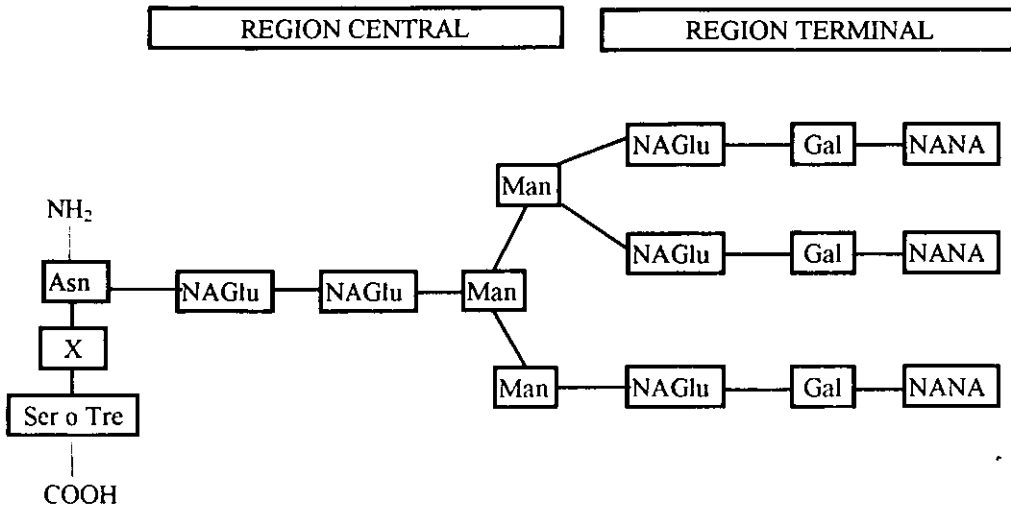 REGION CENTRAL REGION TERMINAL
NAGlu Gal NANA
Man
NH₂
NAGlu Gal NANA
Asn NAGlu NAGlu Man
X
Man NAGlu Gal NANA
Ser o Tre
COOH